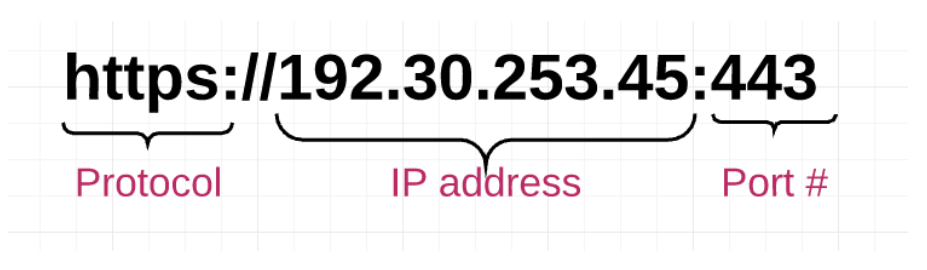 https://192.30.253.45:443
Protocol IP address Port #